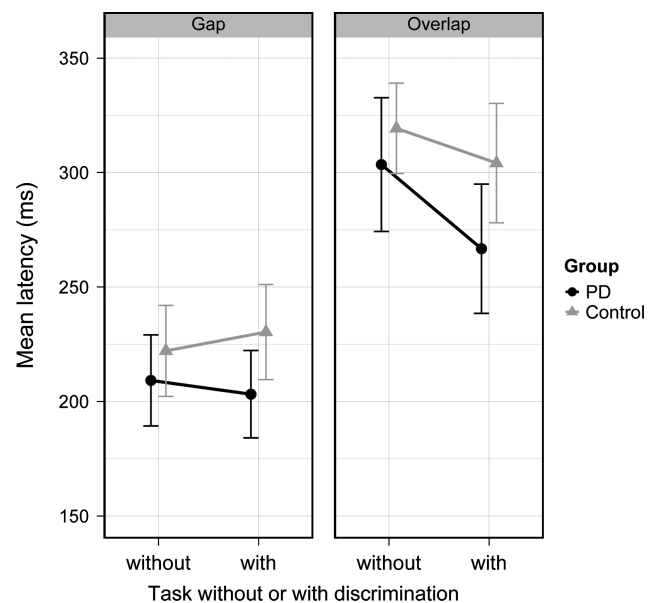 Gap Overlap
350
300
250
200
150
Mean latency (ms)
without with without with
Task without or with discrimination
Group
PD
Control